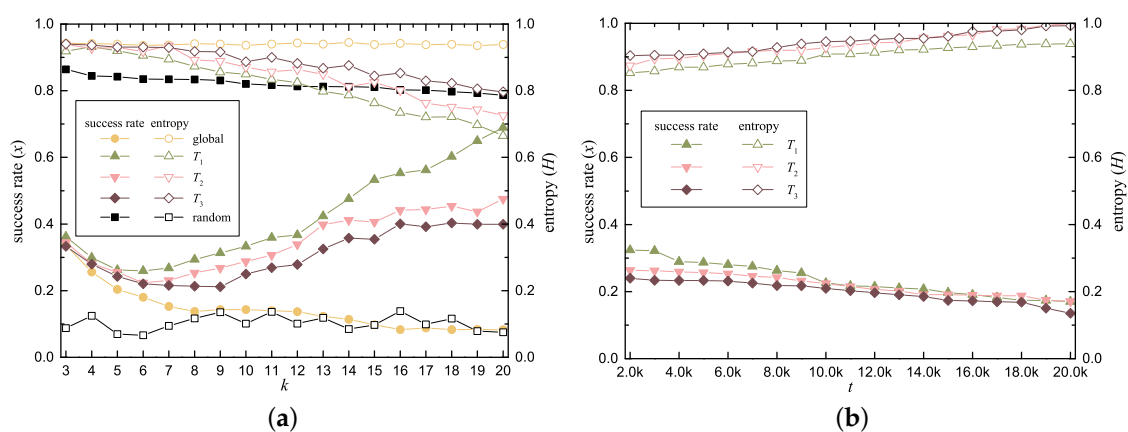 success rate (x)
1.0
0.8
0.6
0.4
0.2
0.0
success rate entropy
global
T1
T2
T3
random
3 4 5 6 7 8 9 10 11 12 13 14 15 16 17 18 19 20
k
1.0
0.8
0.6
0.4
0.2
0.0
entropy (H)
(a)
success rate (x)
1.0
0.8
0.6
0.4
0.2
0.0
success rate entropy
T1
T2
T3
2.0k 4.0k 6.0k 8.0k 10.0k 12.0k 14.0k 16.0k 18.0k 20.0k
t
1.0
0.8
0.6
0.4
0.2
0.0
entropy (H)
(b)